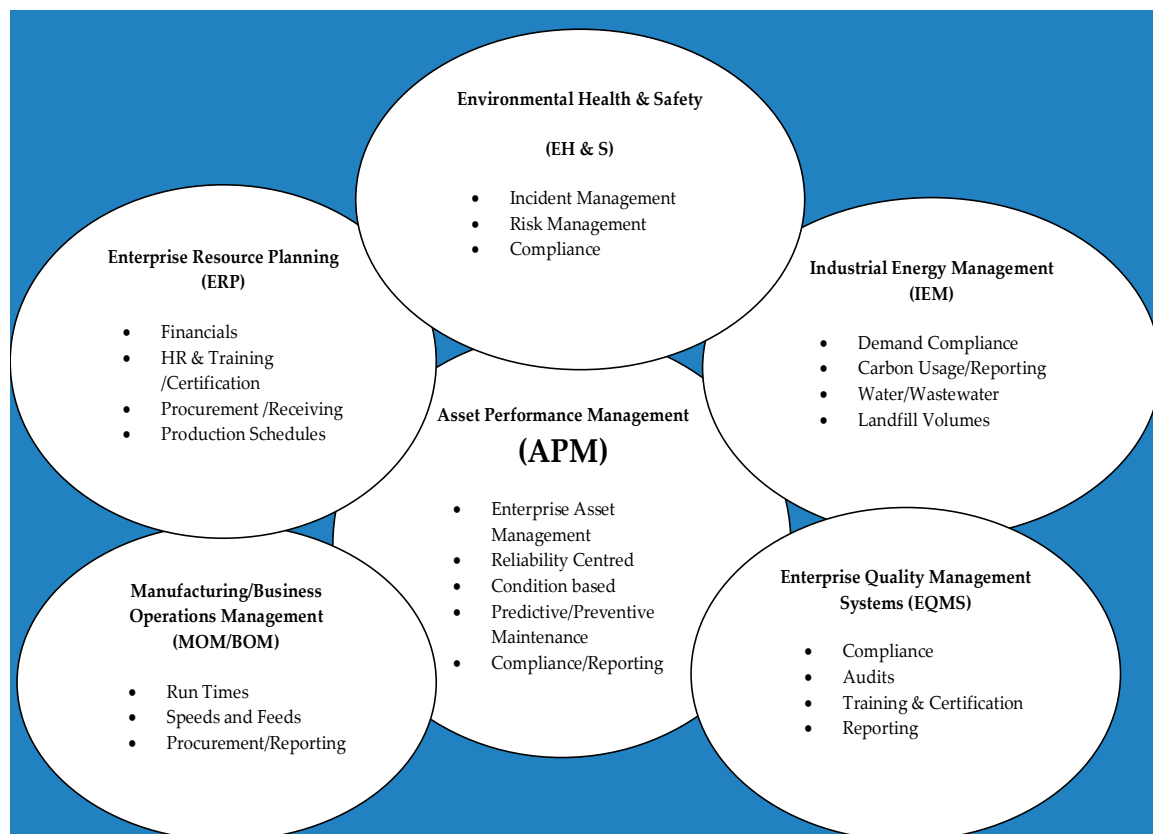 Environmental Health & Safety
(EH & S)
• Incident Management
• Risk Management
• Compliance
Enterprise Resource Planning
(ERP)
• Financials
• HR & Training
/Certification
• Procurement /Receiving
• Production Schedules
Industrial Energy Management
(IEM)
• Demand Compliance
• Carbon Usage/Reporting
• Water/Wastewater
• Landfill Volumes
Asset Performance Management
(APM)
• Enterprise Asset
Management
• Reliability Centred
• Condition based
• Predictive/Preventive
Maintenance
• Compliance/Reporting
Manufacturing/Business
Operations Management
(MOM/BOM)
• Run Times
• Speeds and Feeds
• Procurement/Reporting
Enterprise Quality Management
Systems (EQMS)
• Compliance
• Audits
• Training & Certification
• Reporting